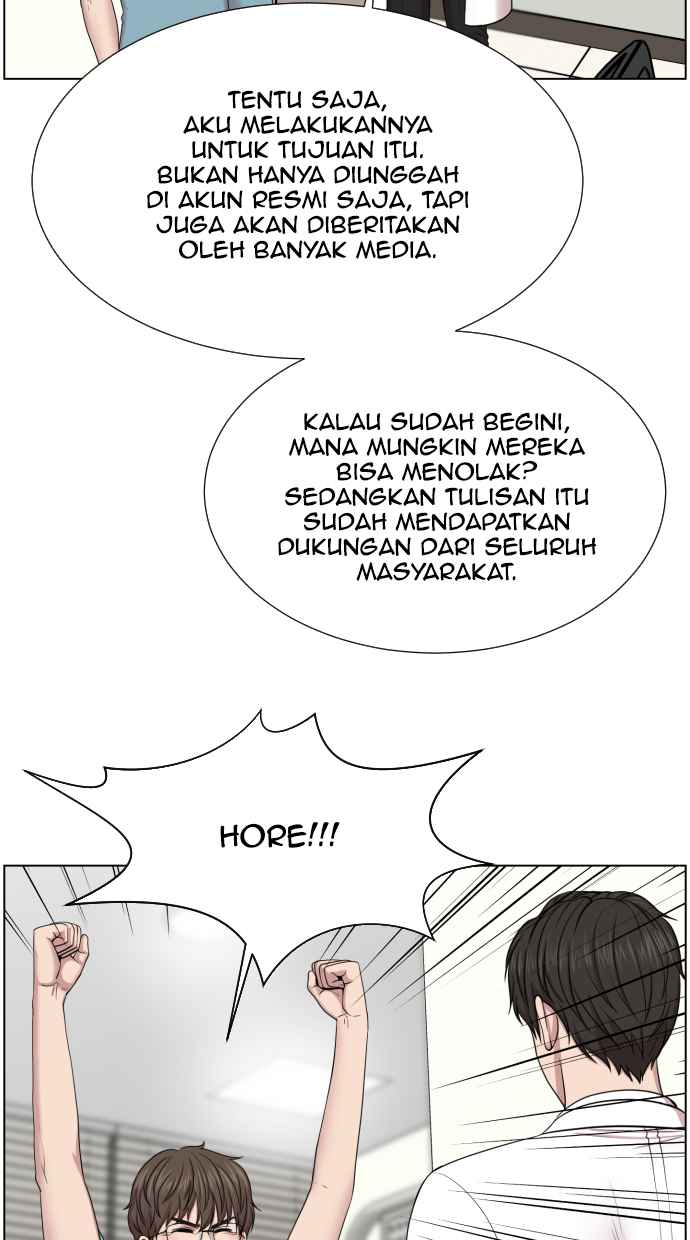 TENTU SAJA,
AKU MELAKUKANNYA
UNTUK TUJUAN ITU.
BUKAN HANYA DIUNGGAH
DI AKUN RESMI SAJA, TAPI
JUGA AKAN DIBERITAKAN
OLEH BANYAK MEDIA.
KALAU SUDAH BEGINI,
MANA MUNGKIN MEREKA
BISA MENOLAK?
SEDANGKAN TULISAN ITU
SUDAH MENDAPATKAN
DUKUNGAN DARI SELURUH
MASYARAKAT.
HORE!!!